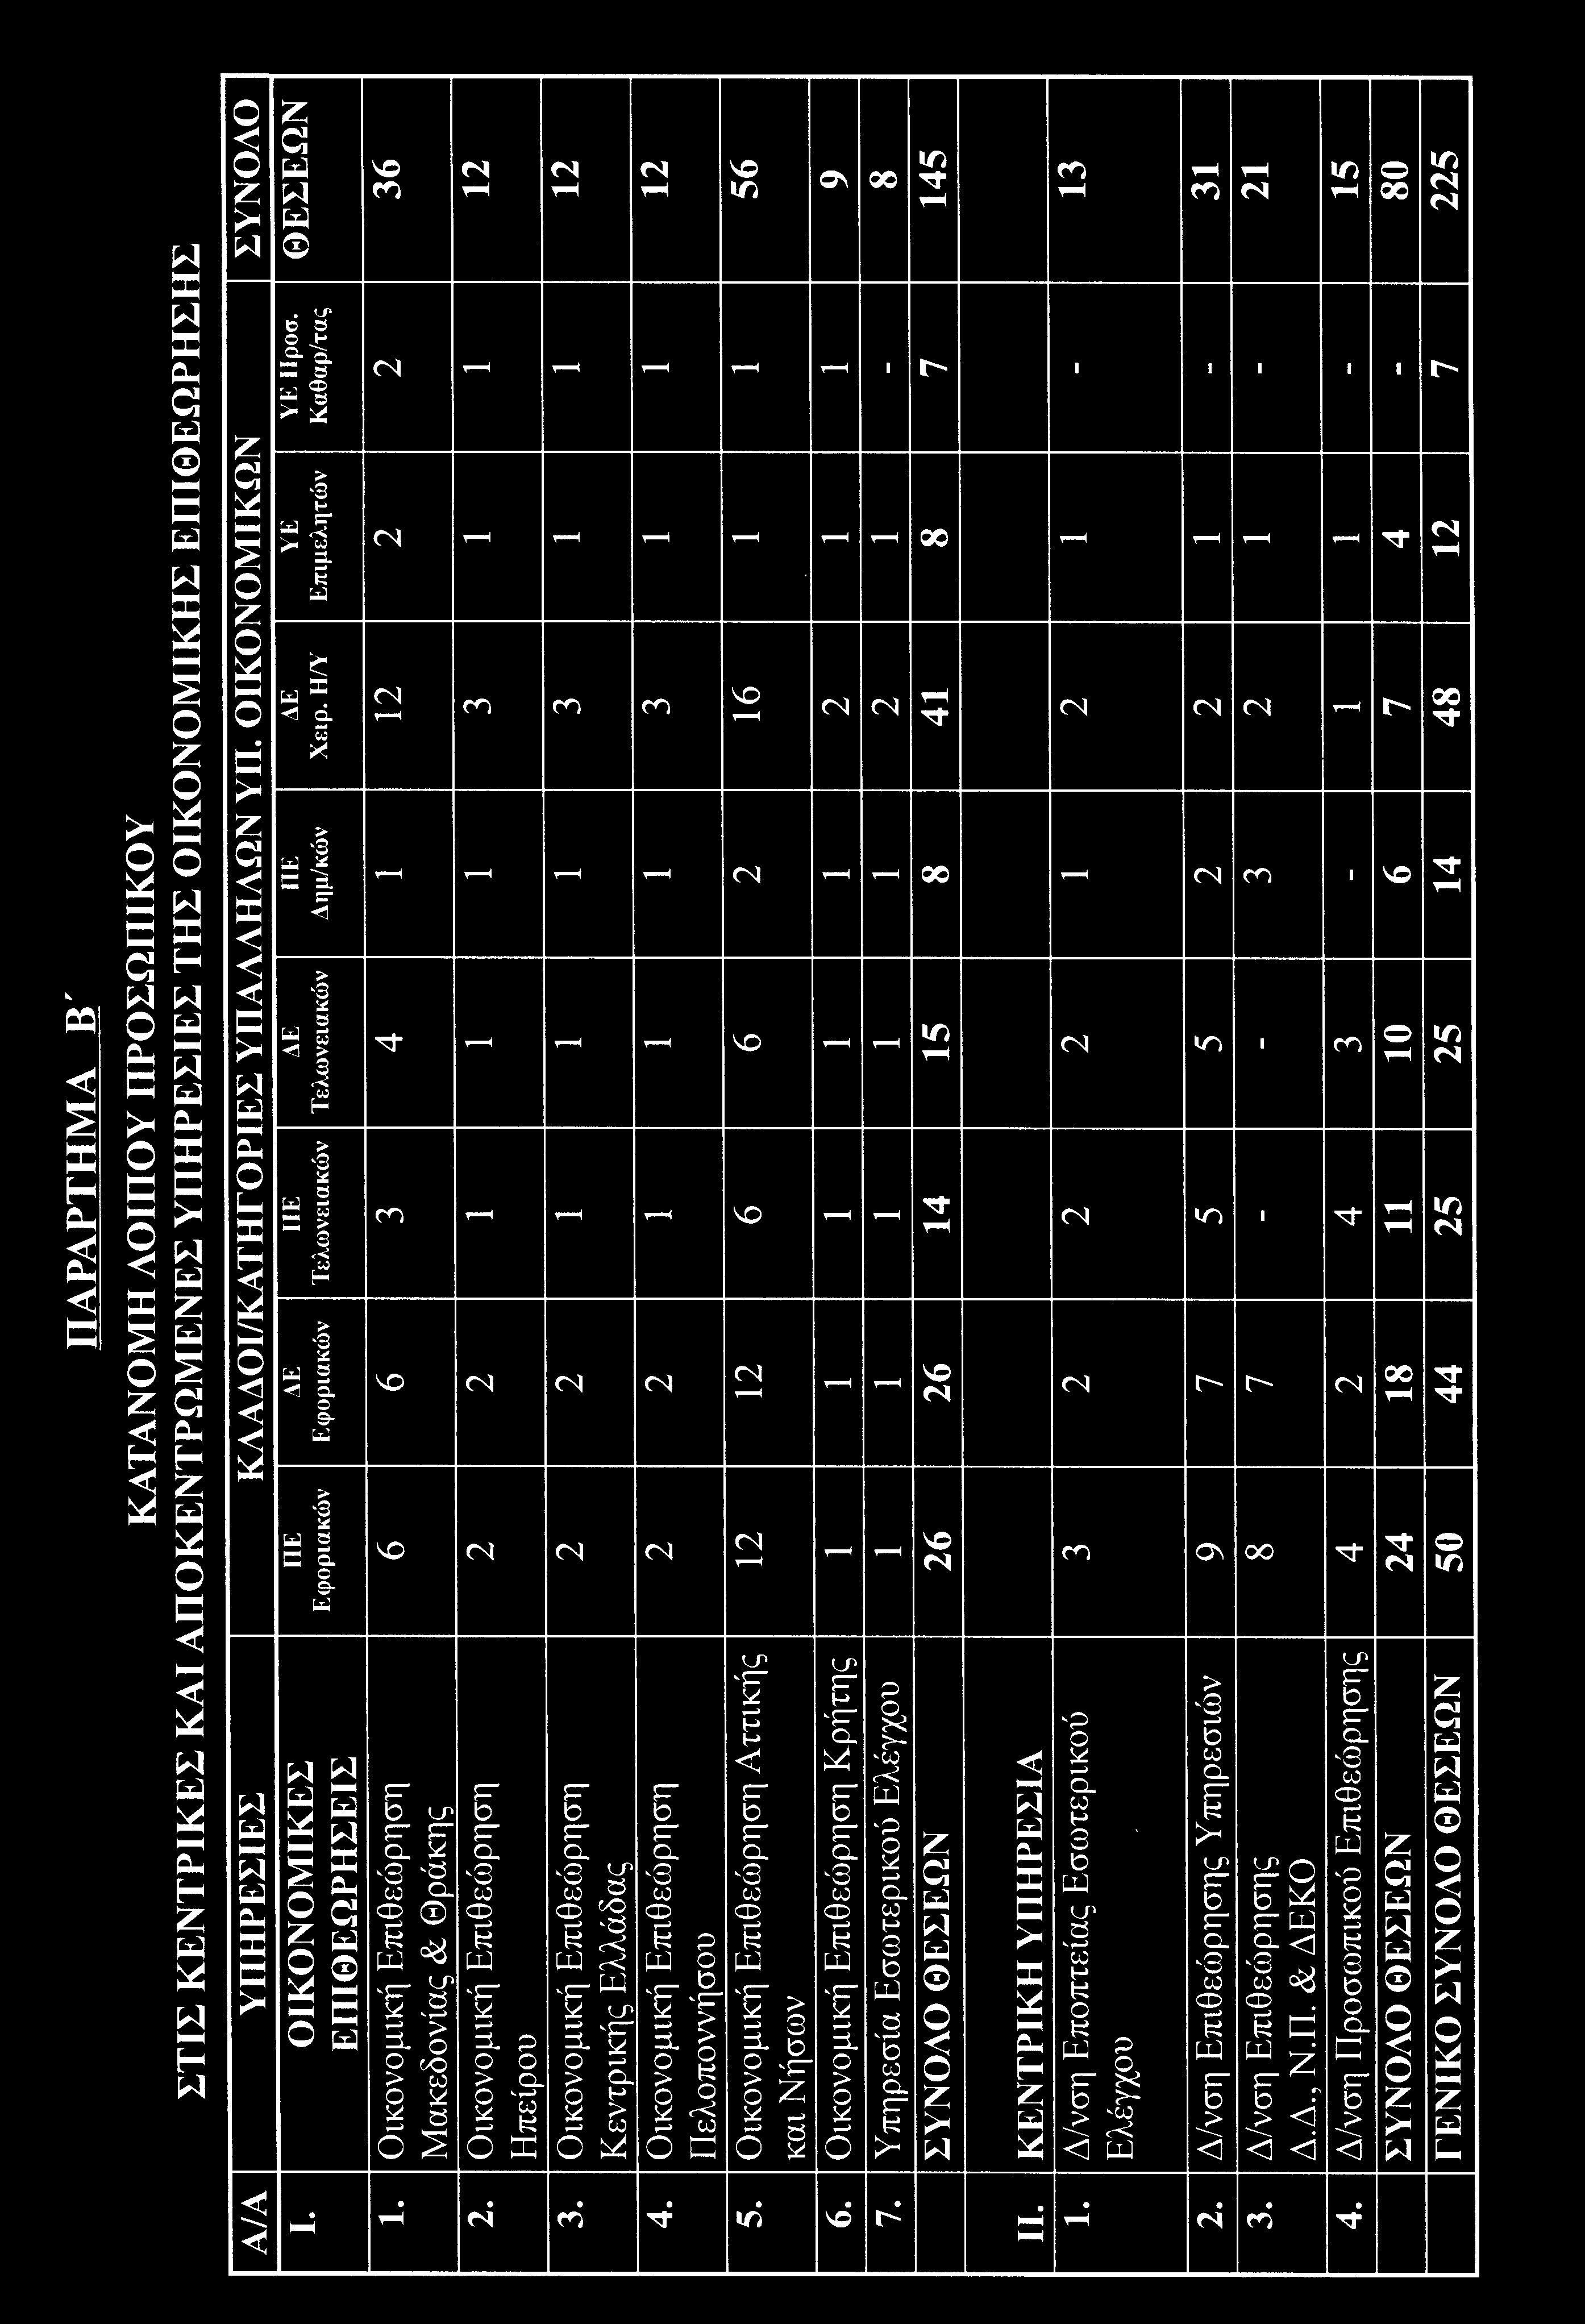 ΠΑΡΑΡΤΗΜΑ Β΄
ΚΑΤΑΝΟΜΗ ΛΟΙΠΟΥ ΠΡΟΣΩΠΙΚΟΥ
ΣΤΙΣ ΚΕΝΤΡΙΚΕΣ ΚΑΙ ΑΠΟΚΕΝΤΡΩΜΕΝΕΣ ΥΠΗΡΕΣΙΕΣ ΤΗΣ ΟΙΚΟΝΟΜΙΚΗΣ ΕΠΙΘΕΩΡΗΣΗΣ
Α/Α ΥΠΗΡΕΣΙΕΣ ΚΛΑΔΟΙ/ΚΑΤΗΓΟΡΙΕΣ ΥΠΑΛΛΗΛΩΝ ΥΠ. ΟΙΚΟΝΟΜΙΚΩΝ ΣΥΝΟΛΟ
Ι. ΟΙΚΟΝΟΜΙΚΕΣ ΠΕ ΔΕ ΠΕ ΔΕ ΠΕ ΔΕ ΥΕ ΥΕ Προσ. ΘΕΣΕΩΝ
ΕΠΙΘΕΩΡΗΣΕΙΣ Εφοριακών Εφοριακών Τελωνειακών Τελωνειακών Δημ/κών Χειρ. Η/Υ Επιμελητών Καθαρ/τας
1. Οικονομική Επιθεώρηση 6 6 3 4 1 12 2 2 36
Μακεδονίας & Θράκης
2. Οικονομική Επιθεώρηση 2 2 1 1 1 3 1 1 12
Ηπείρου
3. Οικονομική Επιθεώρηση 2 2 1 1 1 3 1 1 12
Κεντρικής Ελλάδας
4. Οικονομική Επιθεώρηση 2 2 1 1 1 3 1 1 12
Πελοποννήσου
5. Οικονομική Επιθεώρηση Αττικής 12 12 6 6 2 16 1 1 56
και Νήσων
6. Οικονομική Επιθεώρηση Κρήτης 1 1 1 1 1 2 1 1 9
7. Υπηρεσία Εσωτερικού Ελέγχου 1 1 1 1 1 2 1 - 8
ΣΥΝΟΛΟ ΘΕΣΕΩΝ 26 26 14 15 8 41 8 7 145
ΙΙ. ΚΕΝΤΡΙΚΗ ΥΠΗΡΕΣΙΑ
1. Δ/νση Εποπτείας Εσωτερικού 3 2 2 2 1 2 1 - 13
Ελέγχου
2. Δ/νση Επιθεώρησης Υπηρεσιών 9 7 5 5 2 2 1 - 31
3. Δ/νση Επιθεώρησης 8 7 - - 3 2 1 - 21
Δ.Δ., Ν.Π. & ΔΕΚΟ
4. Δ/νση Προσωπικού Επιθεώρησης 4 2 4 3 - 1 1 - 15
ΣΥΝΟΛΟ ΘΕΣΕΩΝ 24 18 11 10 6 7 4 - 80
ΓΕΝΙΚΟ ΣΥΝΟΛΟ ΘΕΣΕΩΝ 50 44 25 25 14 48 12 7 225